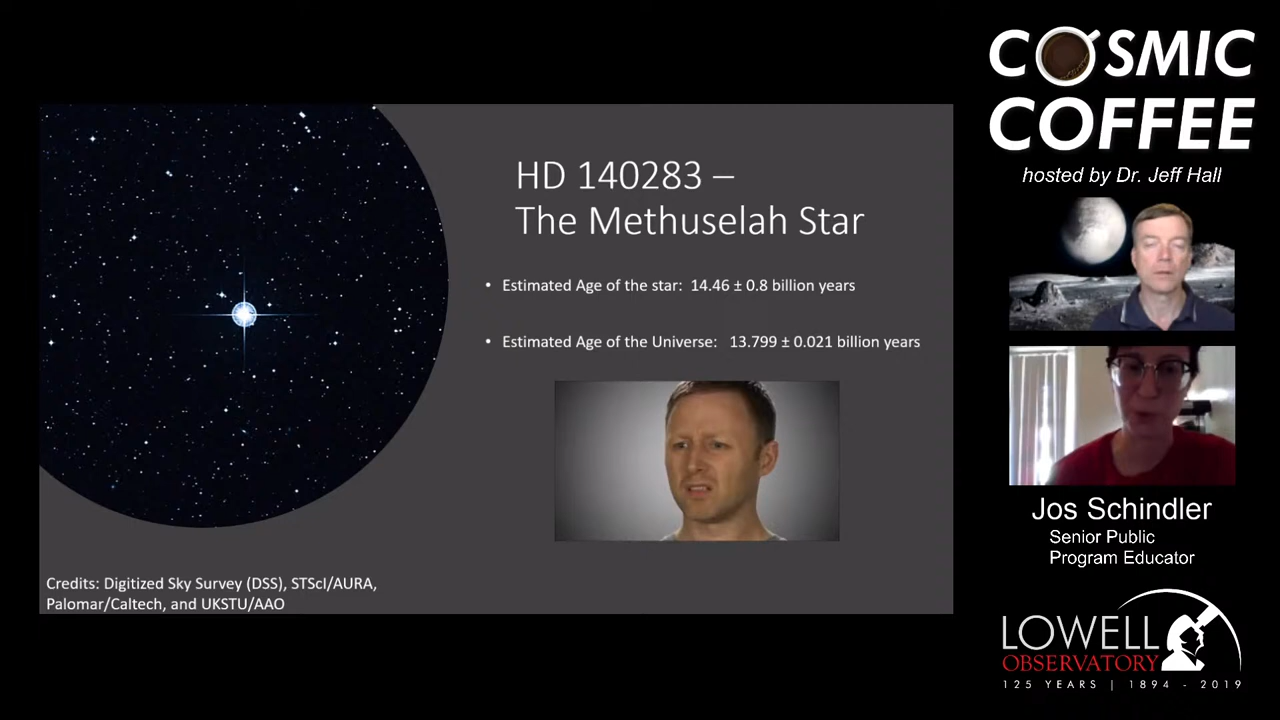 HD 140283 –
The Methuselah Star
• Estimated Age of the star: 14.46 ± 0.8 billion years
• Estimated Age of the Universe: 13.799 ± 0.021 billion years
Credits: Digitized Sky Survey (DSS), STScI/AURA,
Palomar/Caltech, and UKSTU/AAO
COSMIC
COFFEE
hosted by Dr. Jeff Hall
Jos Schindler
Senior Public
Program Educator
LOWELL
OBSERVATORY
125 YEARS | 1894 - 2019